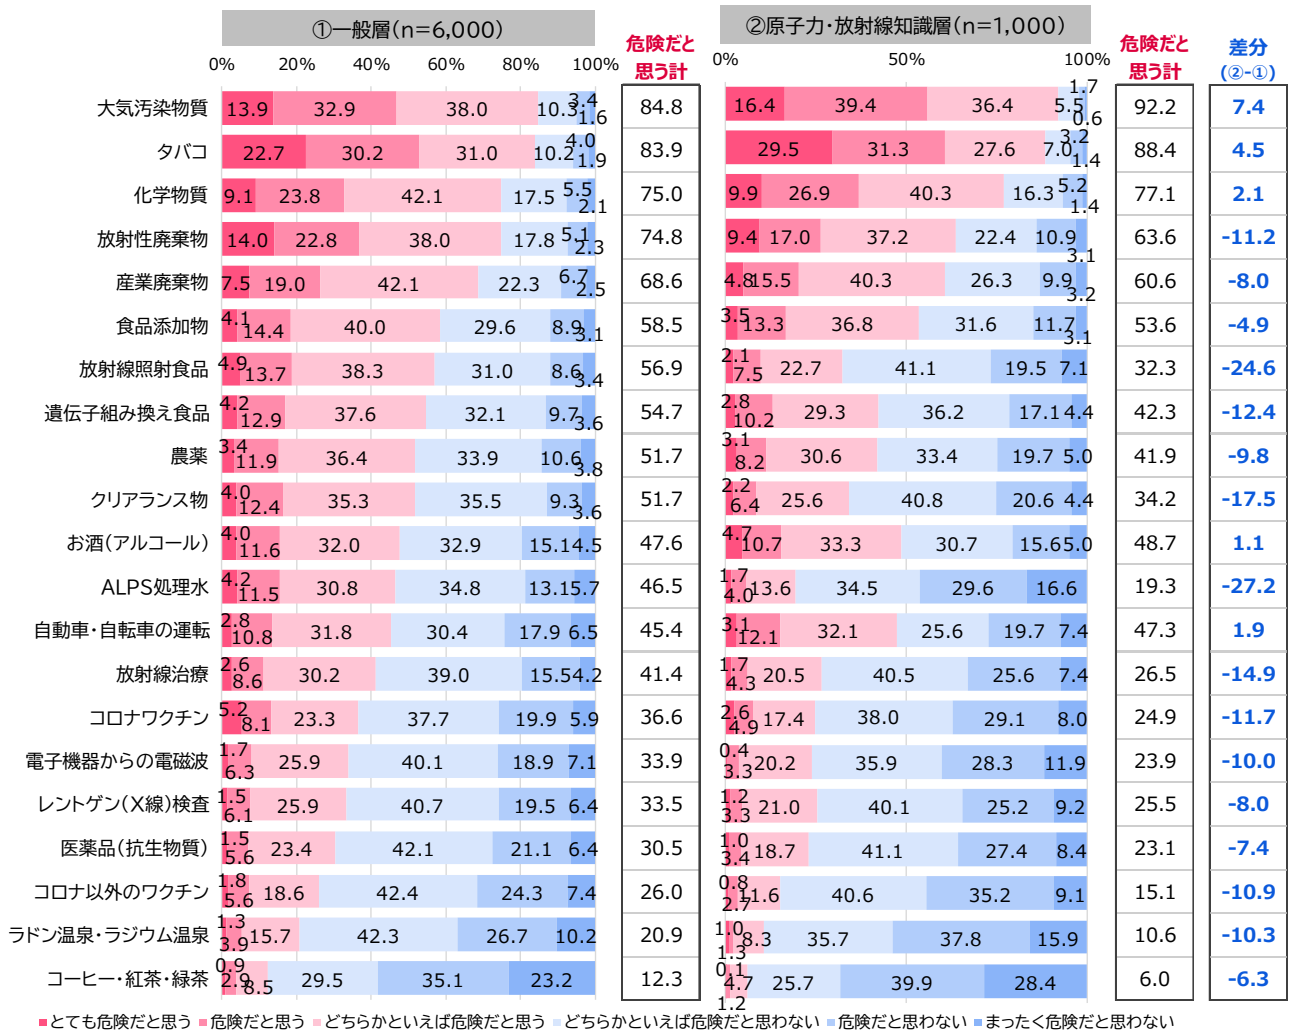 ①一般層(n=6,000)
危険だと
思う計
②原子力・放射線知識層(n=1,000)
危険だと
思う計
差分
(②-①)
0% 20% 40% 60% 80% 100%
0% 50% 100%
大気汚染物質 13.9 32.9 38.0 10.3 3.4 1.6 84.8 16.4 39.4 36.4 5.5 1.7 0.6 92.2 7.4
タバコ 22.7 30.2 31.0 10.2 4.0 1.9 83.9 29.5 31.3 27.6 7.0 3.2 1.4 88.4 4.5
化学物質 9.1 23.8 42.1 17.5 5.5 2.1 75.0 9.9 26.9 40.3 16.3 5.2 1.4 77.1 2.1
放射性廃棄物 14.0 22.8 38.0 17.8 5.1 2.3 74.8 9.4 17.0 37.2 22.4 10.9 3.1 63.6 -11.2
産業廃棄物 7.5 19.0 42.1 22.3 6.7 2.5 68.6 4.8 15.5 40.3 26.3 9.9 3.2 60.6 -8.0
食品添加物 4.1 14.4 40.0 29.6 8.9 3.1 58.5 3.5 13.3 36.8 31.6 11.7 3.1 53.6 -4.9
放射線照射食品 4.9 13.7 38.3 31.0 8.6 3.4 56.9 2.1 7.5 22.7 41.1 19.5 7.1 32.3 -24.6
遺伝子組み換え食品 4.2 12.9 37.6 32.1 9.7 3.6 54.7 2.8 10.2 29.3 36.2 17.1 4.4 42.3 -12.4
農薬 3.4 11.9 36.4 33.9 10.6 3.8 51.7 3.1 8.2 30.6 33.4 19.7 5.0 41.9 -9.8
クリアランス物 4.0 12.4 35.3 35.5 9.3 3.6 51.7 2.2 6.4 25.6 40.8 20.6 4.4 34.2 -17.5
お酒(アルコール) 4.0 11.6 32.0 32.9 15.1 4.5 47.6 4.7 10.7 33.3 30.7 15.6 5.0 48.7 1.1
ALPS処理水 4.2 11.5 30.8 34.8 13.1 5.7 46.5 1.7 4.0 13.6 34.5 29.6 16.6 19.3 -27.2
自動車・自転車の運転 2.8 10.8 31.8 30.4 17.9 6.5 45.4 3.1 12.1 32.1 25.6 19.7 7.4 47.3 1.9
放射線治療 2.6 8.6 30.2 39.0 15.5 4.2 41.4 1.7 4.3 20.5 40.5 25.6 7.4 26.5 -14.9
コロナワクチン 5.2 8.1 23.3 37.7 19.9 5.9 36.6 2.6 4.9 17.4 38.0 29.1 8.0 24.9 -11.7
電子機器からの電磁波 1.7 6.3 25.9 40.1 18.9 7.1 33.9 0.4 3.3 20.2 35.9 28.3 11.9 23.9 -10.0
レントゲン(X線)検査 1.5 6.1 25.9 40.7 19.5 6.4 33.5 1.2 3.3 21.0 40.1 25.2 9.2 25.5 -8.0
医薬品(抗生物質) 1.5 5.6 23.4 42.1 21.1 6.4 30.5 1.0 3.4 18.7 41.1 27.4 8.4 23.1 -7.4
コロナ以外のワクチン 1.8 5.6 18.6 42.4 24.3 7.4 26.0 0.8 2.7 11.6 40.6 35.2 9.1 15.1 -10.9
ラドン温泉・ラジウム温泉 1.3 3.9 15.7 42.3 26.7 10.2 20.9 1.0 1.3 8.3 35.7 37.8 15.9 10.6 -10.3
コーヒー・紅茶・緑茶 0.9 2.9 8.5 29.5 35.1 23.2 12.3 0.1 1.2 4.7 25.7 39.9 28.4 6.0 -6.3
とても危険だと思う 危険だと思う どちらかといえば危険だと思う どちらかといえば危険だと思わない 危険だと思わない まったく危険だと思わない